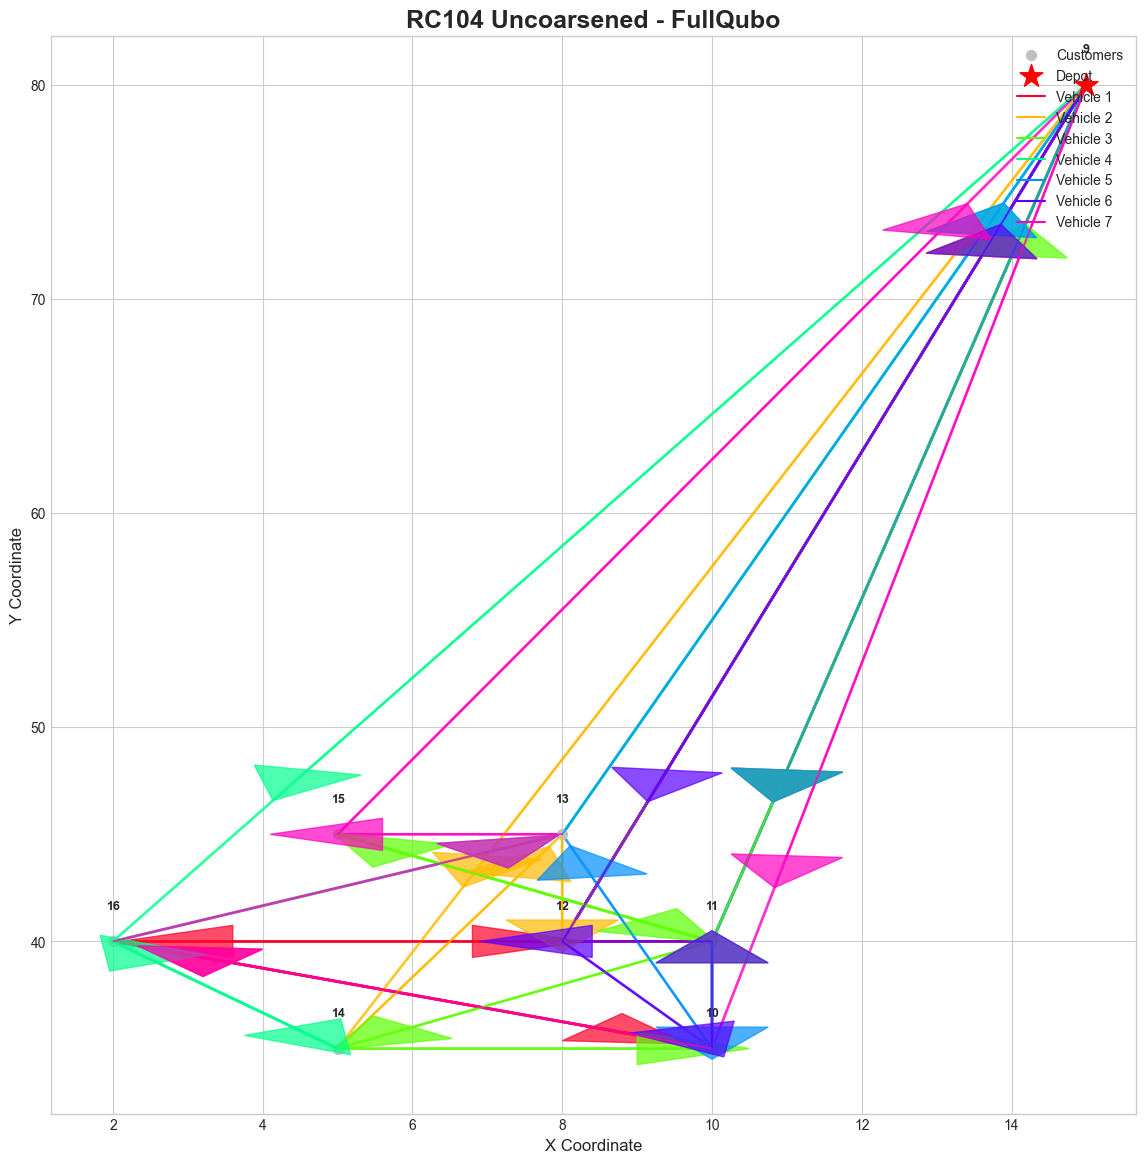 RC104 Uncoarsened - FullQubo
9
Customers
Depot
Vehicle 1
Vehicle 2
Vehicle 3
Vehicle 4
Vehicle 5
Vehicle 6
Vehicle 7
80
70
60
50
40
15
13
16
12
11
14
10
2
4
6
8
10
12
14
X Coordinate
Y Coordinate